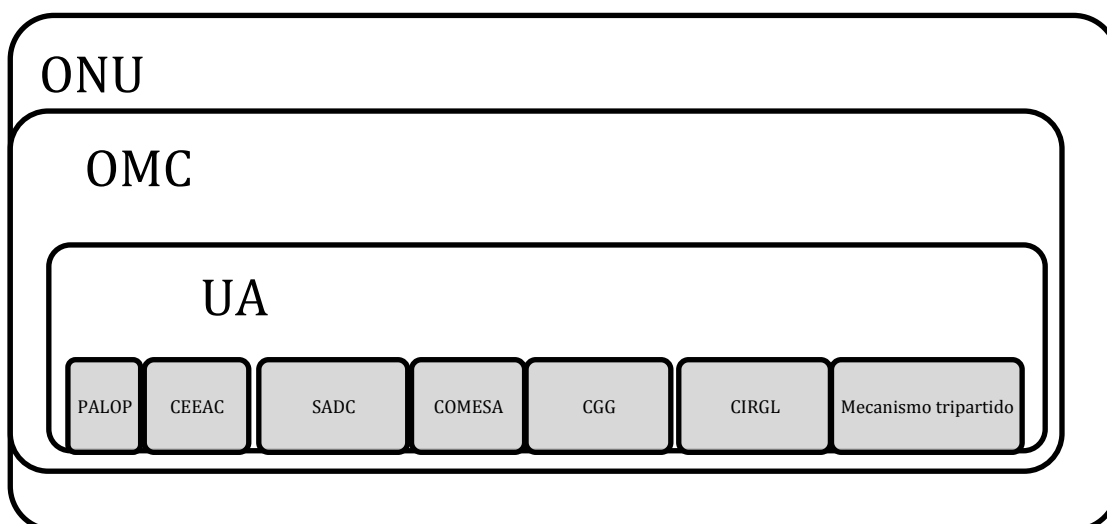 ONU
OMC
UA
PALOP
CEEAC
SADC
COMESA
CGG
CIRGL
Mecanismo tripartido